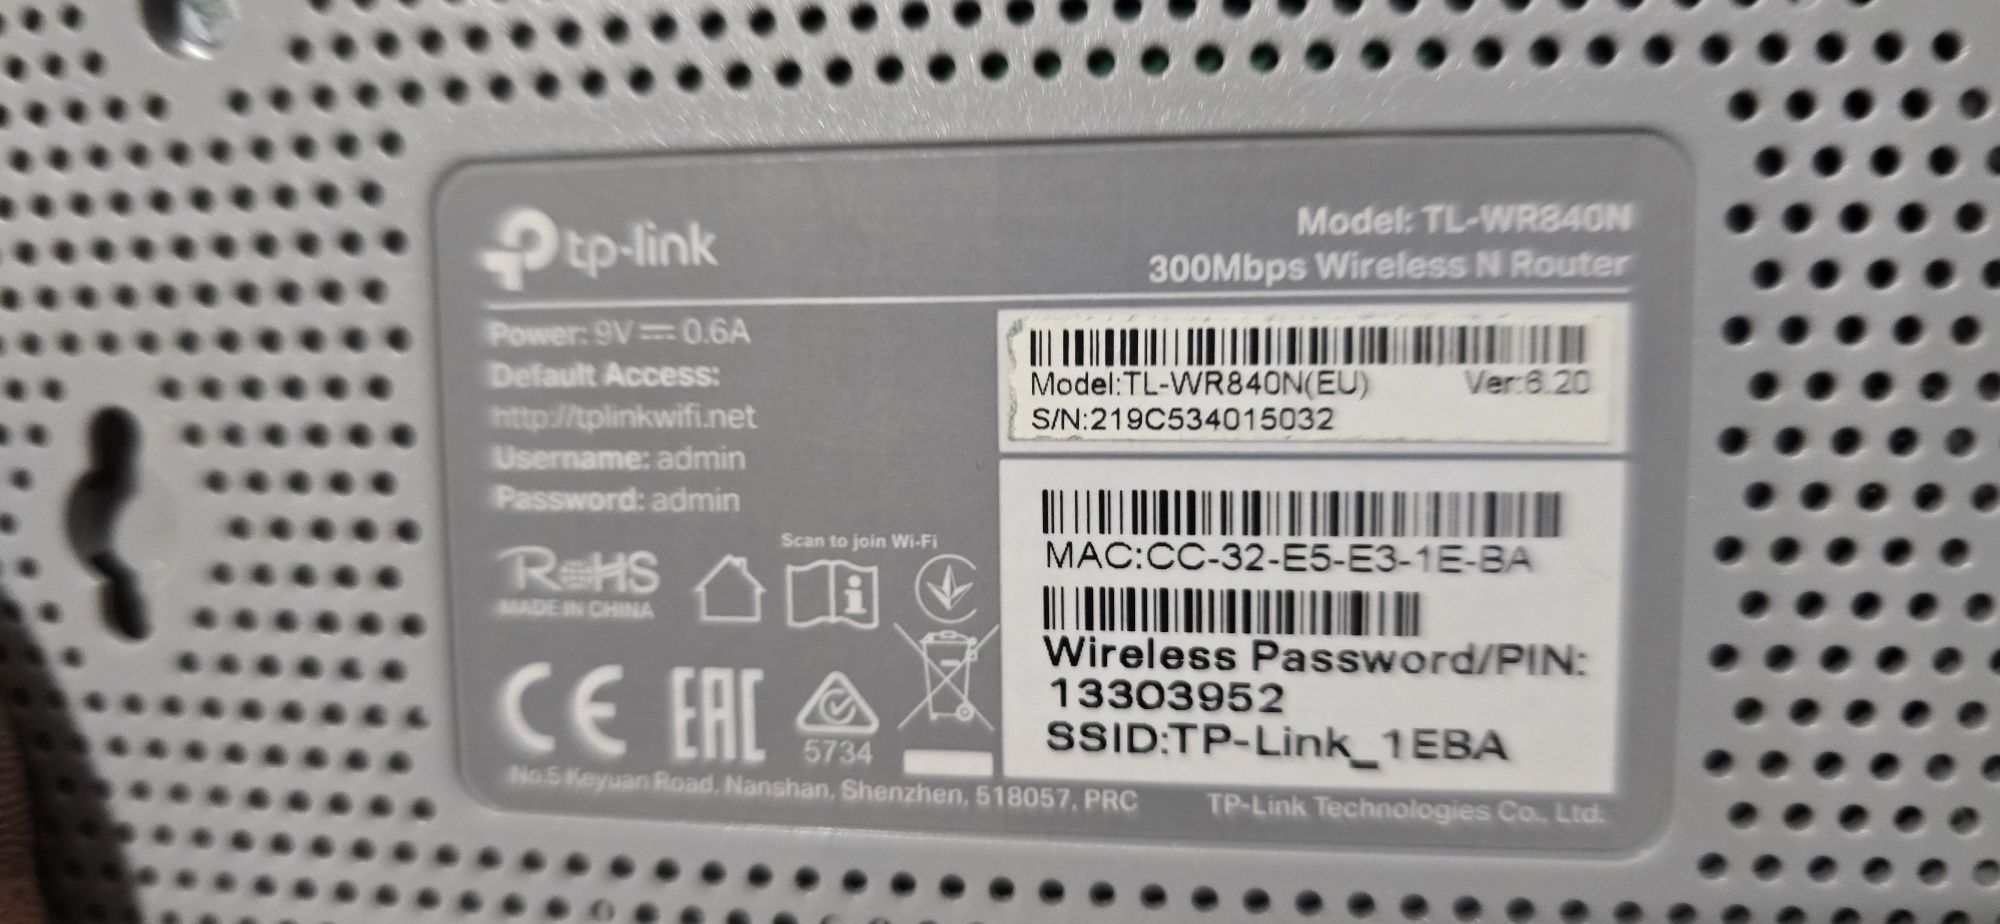 tp-link
Model: TL-WR840N
300Mbps Wireless N Router
Power: 9V ⎓ 0.6A
Default Access:
http://tplinkwifi.net
Username: admin
Password: admin
Model:TL-WR840N(EU) Ver:6.20
S/N:219C534015032
MAC:CC-32-E5-E3-1E-BA
Wireless Password/PIN:
13303952
SSID:TP-Link_1EBA
Scan to join Wi-Fi
RoHS
MADE IN CHINA
CE EAC
5734
No.5 Keyuan Road, Nanshan, Shenzhen, 518057, PRC
TP-Link Technologies Co., Ltd.